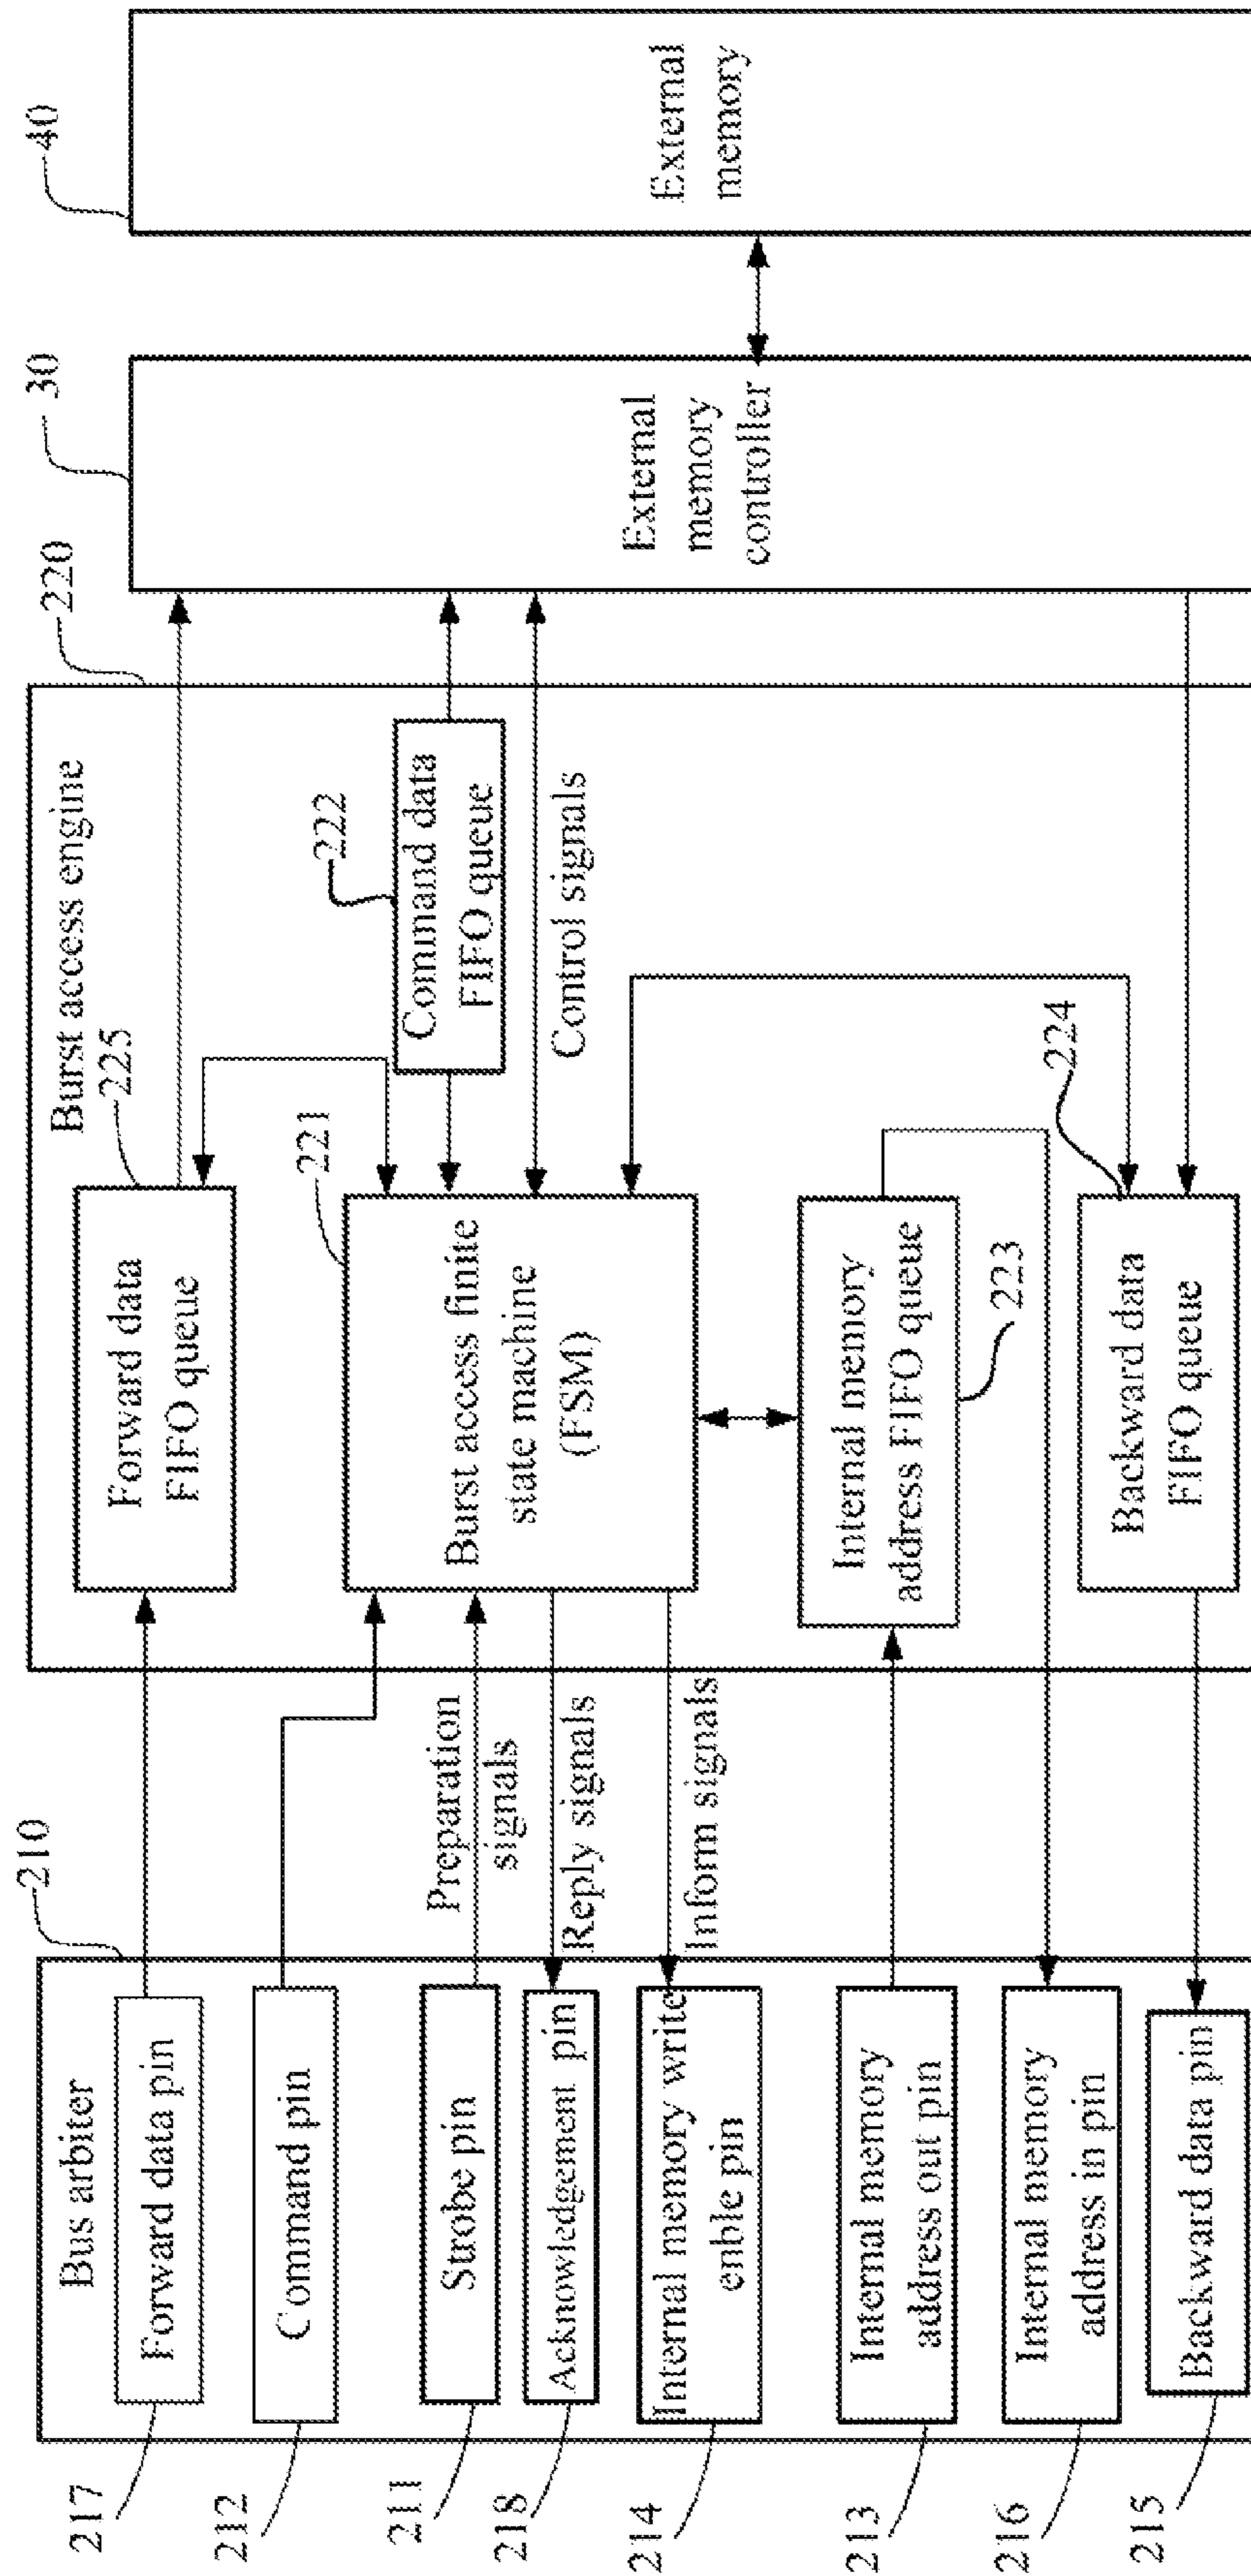 Bus arbiter
210
217
Forward data pin
212
Command pin
211
Strobe pin
218
Acknowledgement pin
214
Internal memory write
enble pin
213
Internal memory
address out pin
216
Internal memory
address in pin
215
Backward data pin
Preparation
signals
Reply signals
Inform signals
Burst access engine
220
225
Forward data
FIFO queue
221
Burst access finite
state machine
(FSM)
222
Command data
FIFO queue
Control signals
Internal memory
address FIFO queue
223
224
Backward data
FIFO queue
30
External
memory
controller
40
External
memory